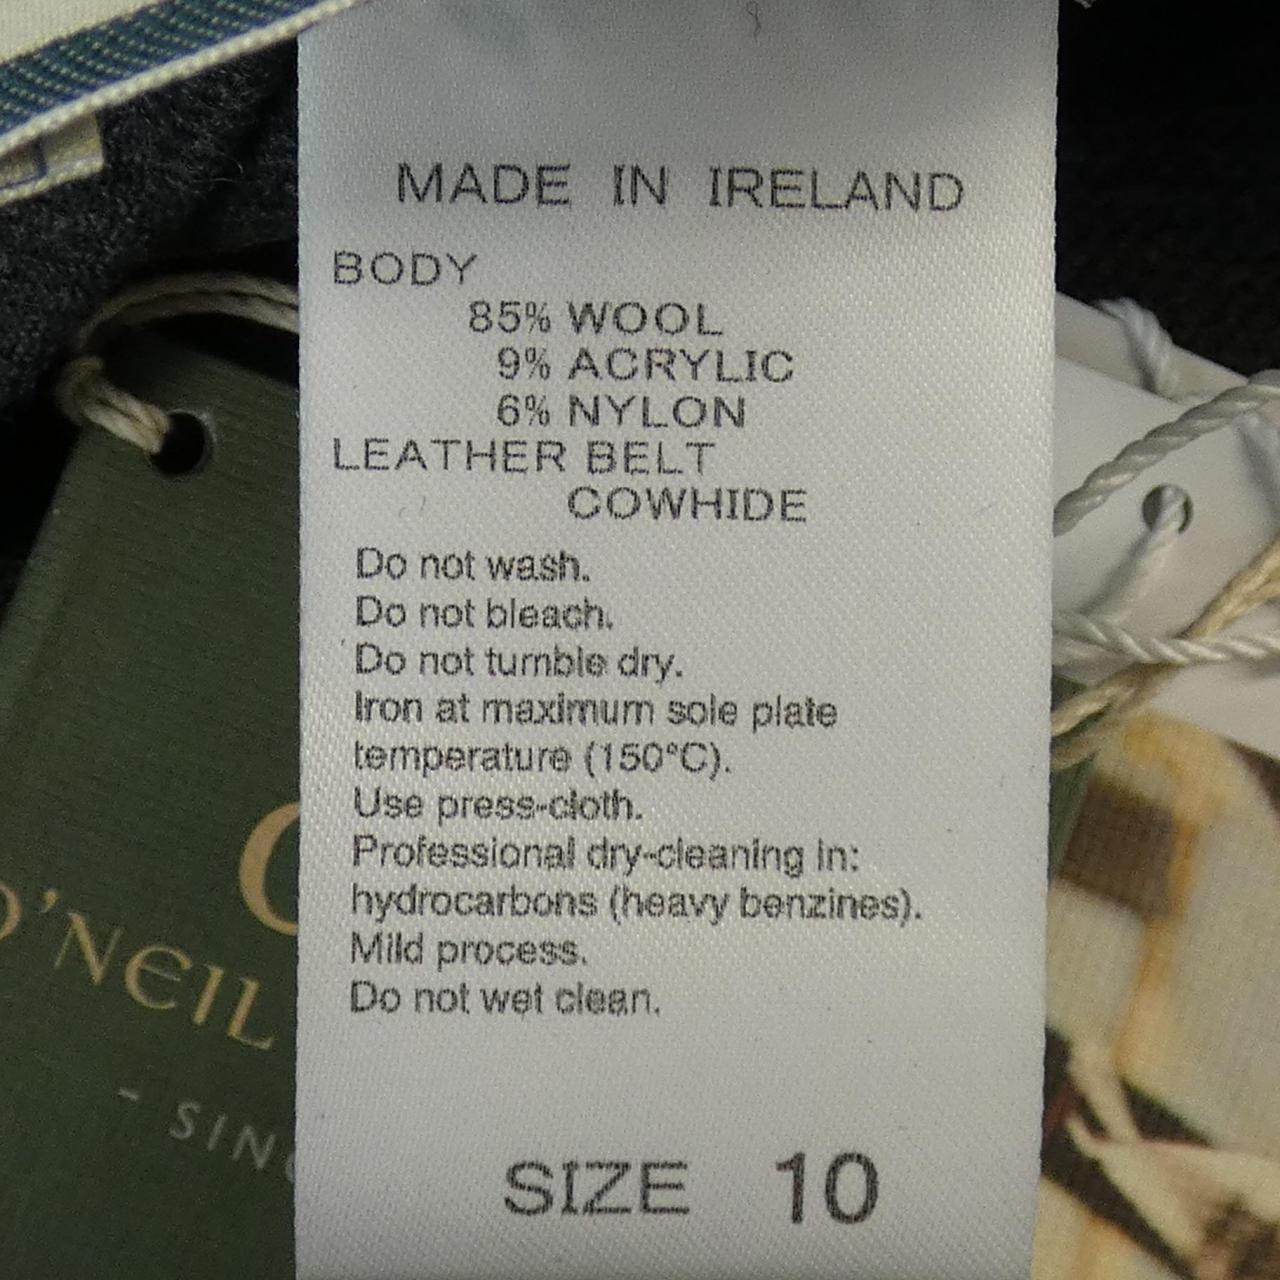 MADE IN IRELAND
BODY
85% WOOL
9% ACRYLIC
6% NYLON
LEATHER BELT
COWHIDE
Do not wash.
Do not bleach.
Do not tumble dry.
Iron at maximum sole plate
temperature (150°C).
Use press-cloth.
Professional dry-cleaning in:
hydrocarbons (heavy benzines).
Mild process.
Do not wet clean.
SIZE 10
O'NEIL
- SINC